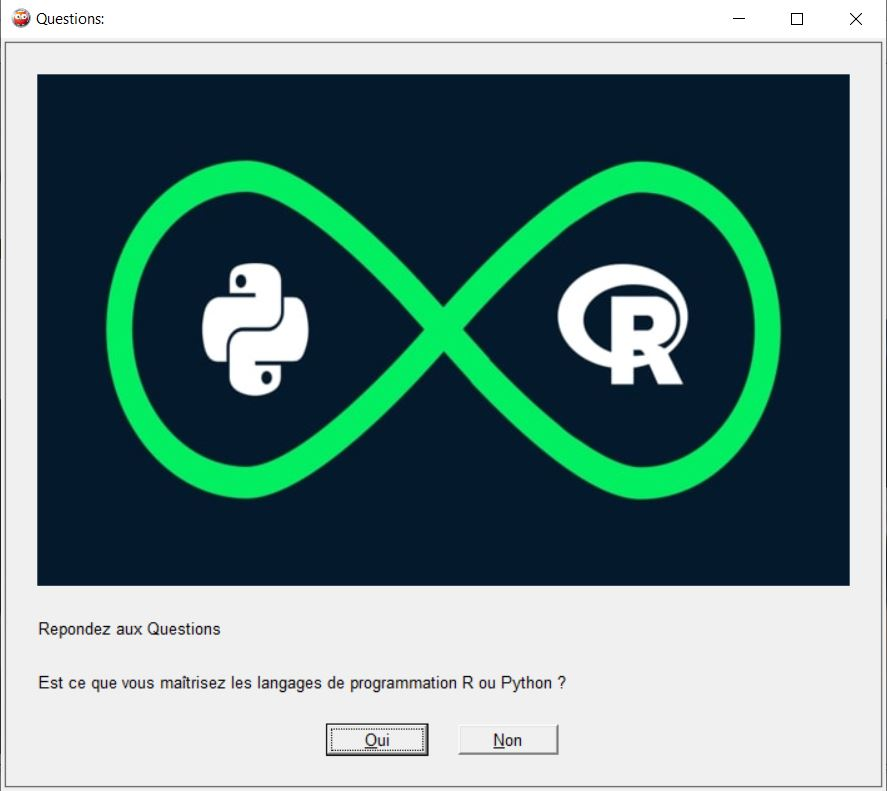 Questions:
R
Repondez aux Questions
Est ce que vous maîtrisez les langages de programmation R ou Python ?
Oui
Non